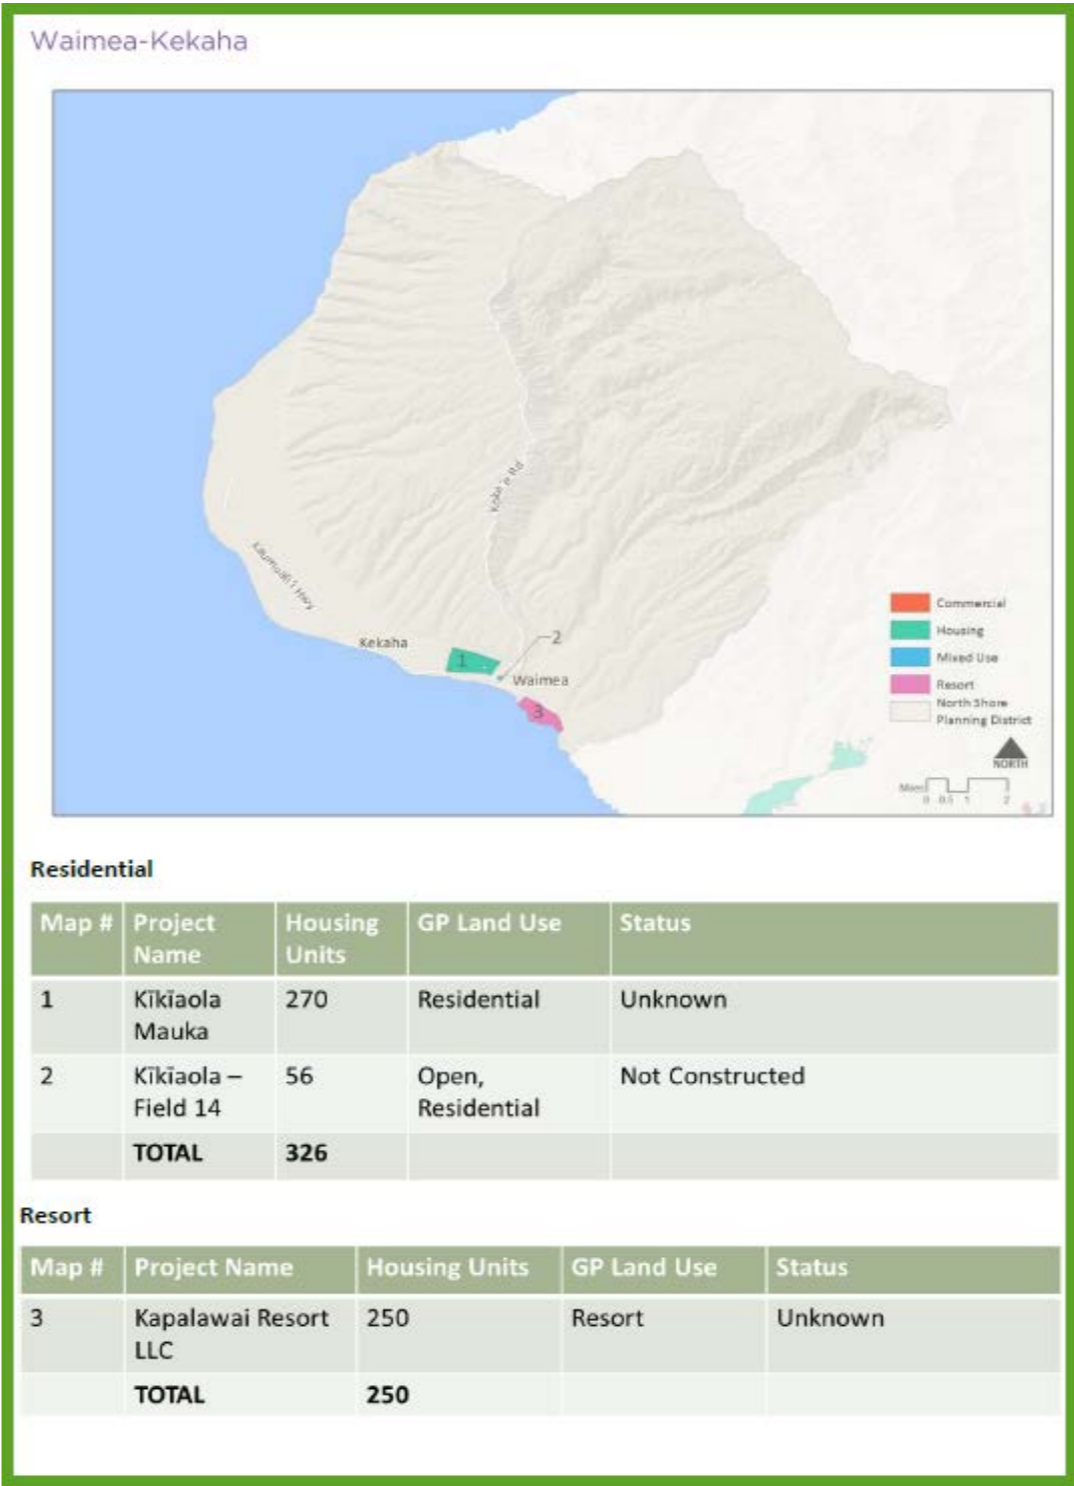 Waimea-Kekaha
Koke'e Rd
Kaumuali'i Hwy
Kekaha
1
2
Waimea
3
Commercial
Housing
Mixed Use
Resort
North Shore
Planning District
NORTH
Miles
0 0.5 1 2
Residential
Map # Project Name Housing Units GP Land Use Status
1 Kīkīaola Mauka 270 Residential Unknown
2 Kīkīaola – Field 14 56 Open, Residential Not Constructed
TOTAL 326
Resort
Map # Project Name Housing Units GP Land Use Status
3 Kapalawai Resort LLC 250 Resort Unknown
TOTAL 250